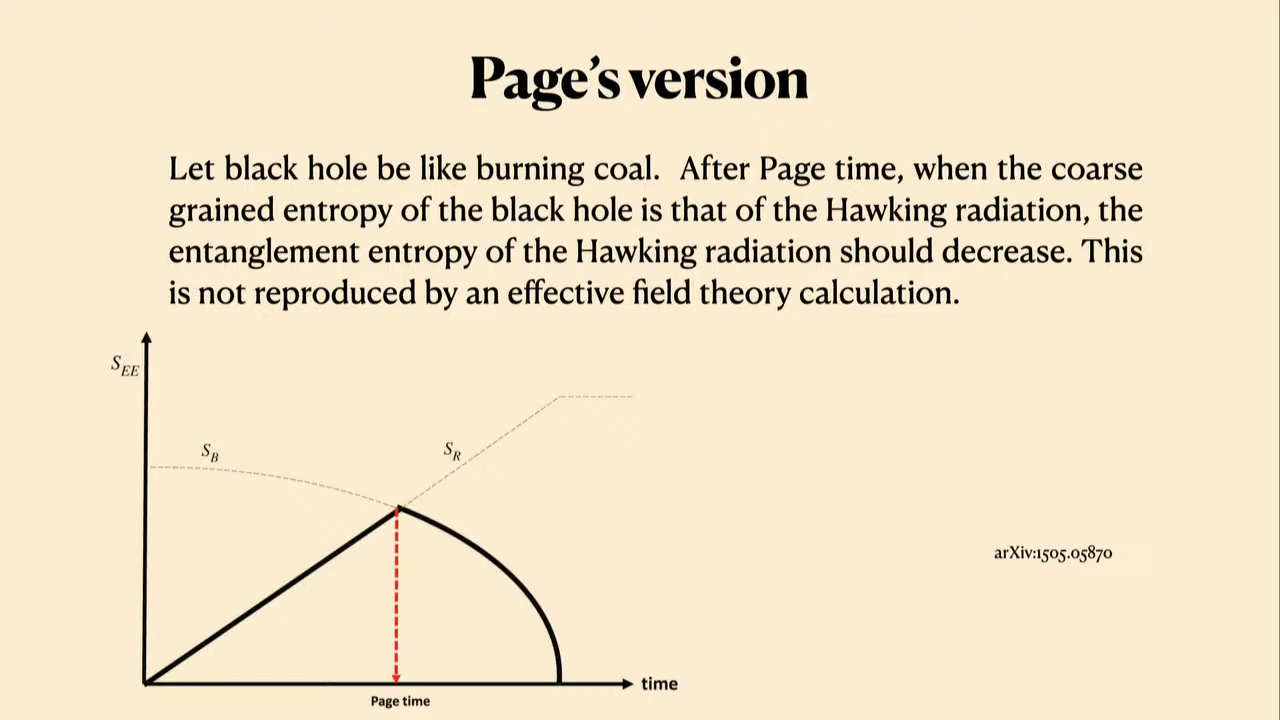 Page's version
Let black hole be like burning coal. After Page time, when the coarse
grained entropy of the black hole is that of the Hawking radiation, the
entanglement entropy of the Hawking radiation should decrease. This
is not reproduced by an effective field theory calculation.
S_EE
S_B
S_R
arXiv:1505.05870
time
Page time